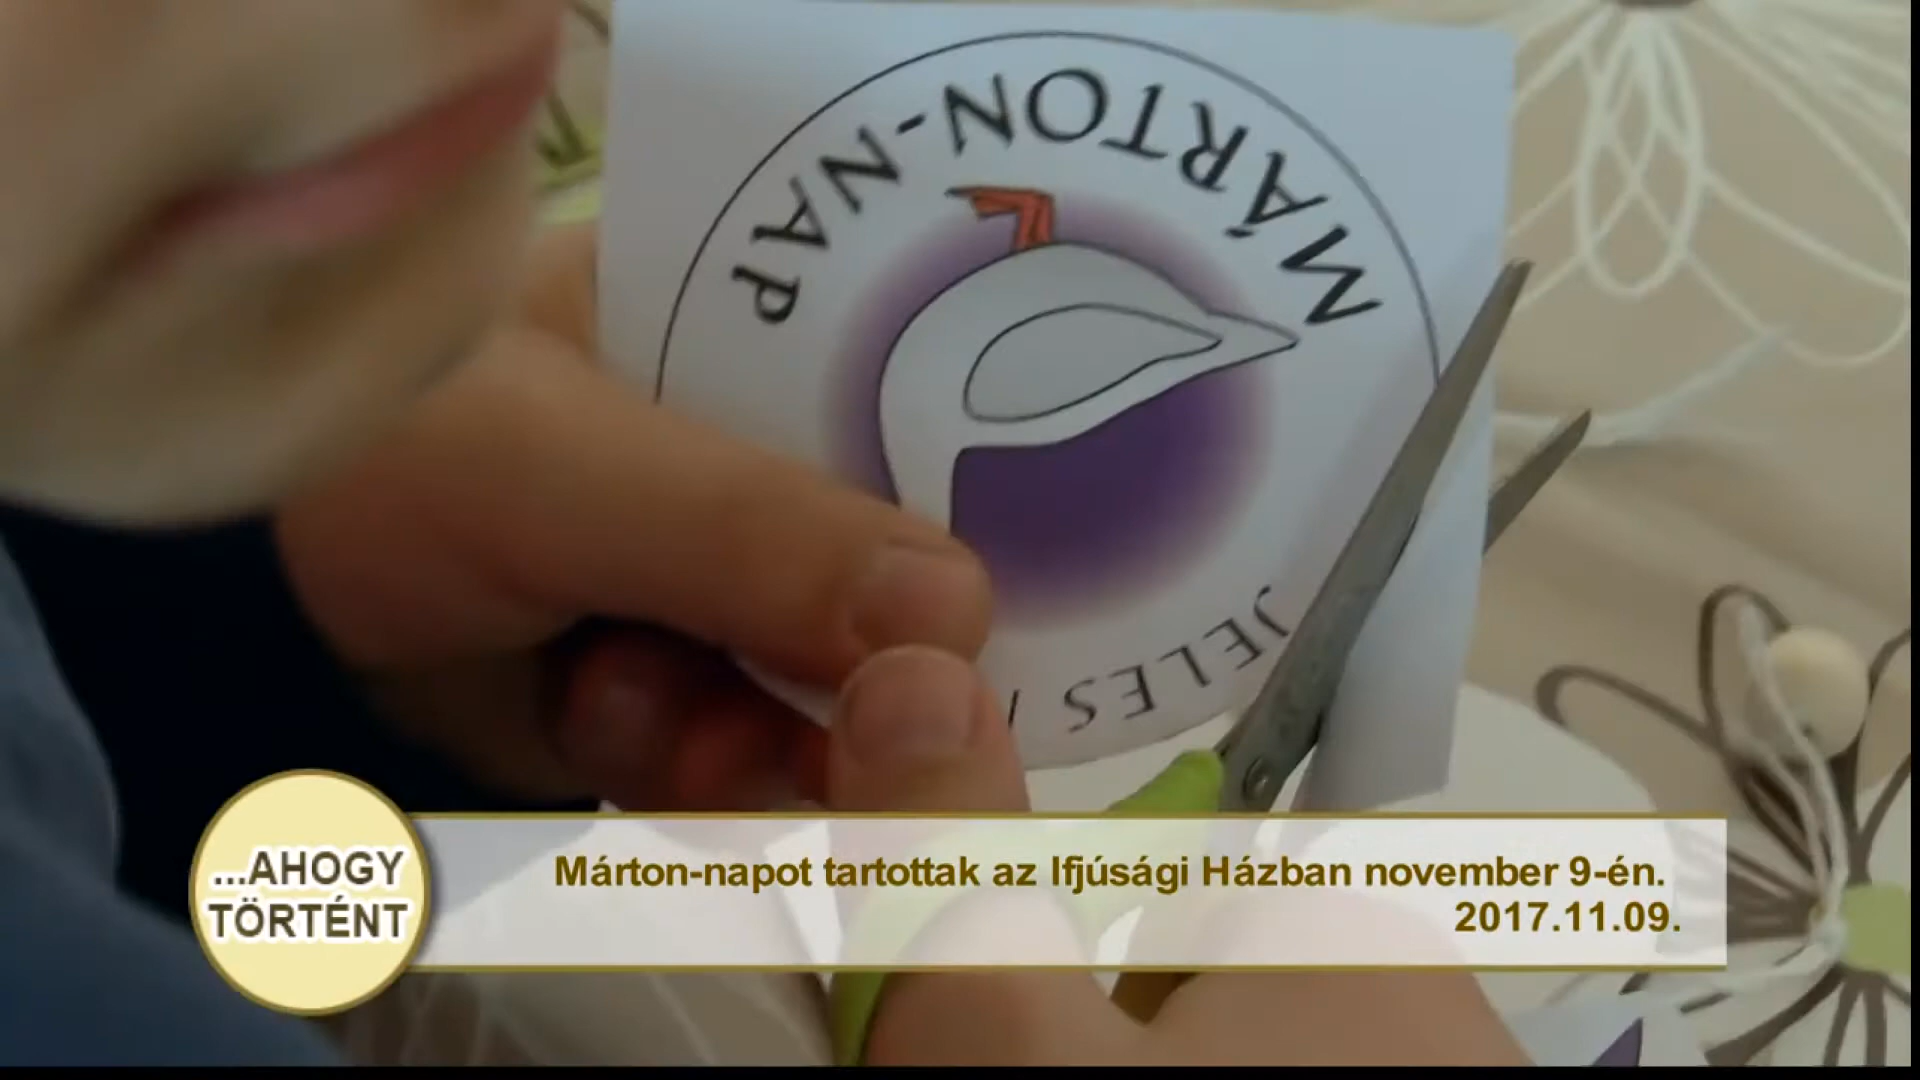 MÁRTON-NAP
JELES
...AHOGY
TÖRTÉNT
Márton-napot tartottak az Ifjúsági Házban november 9-én.
2017.11.09.